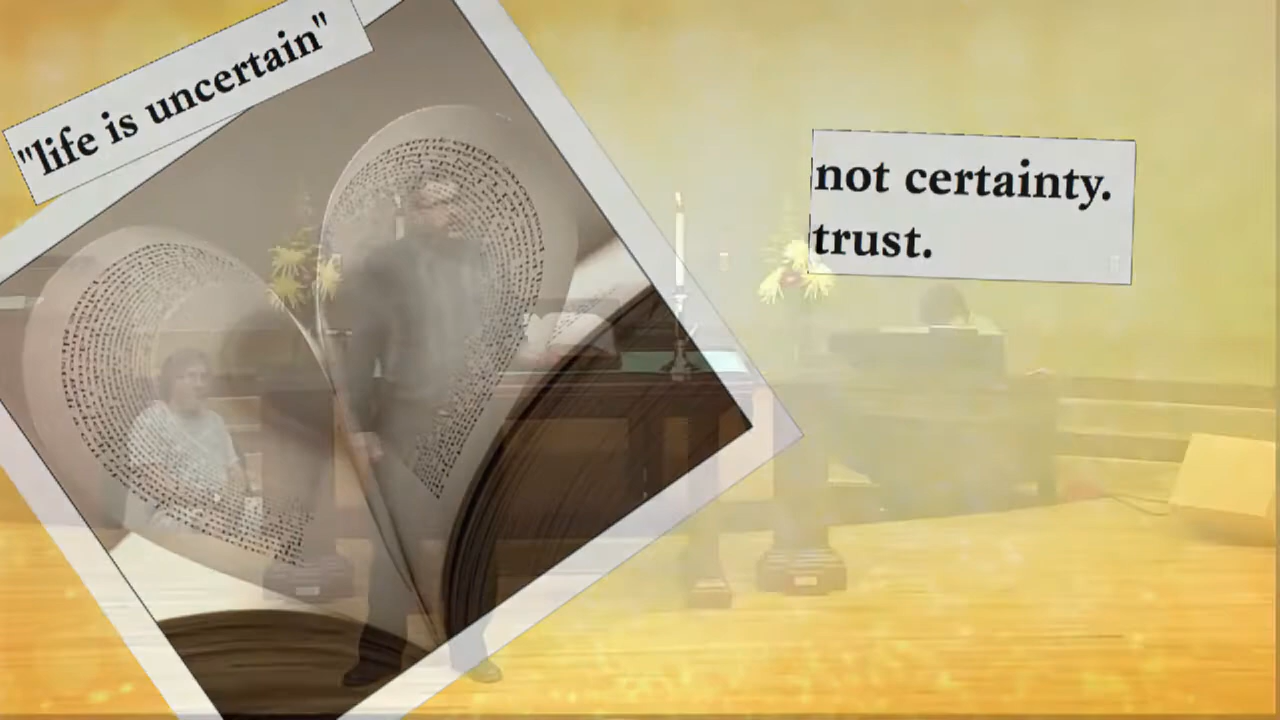 "life is uncertain"
not certainty.
trust.